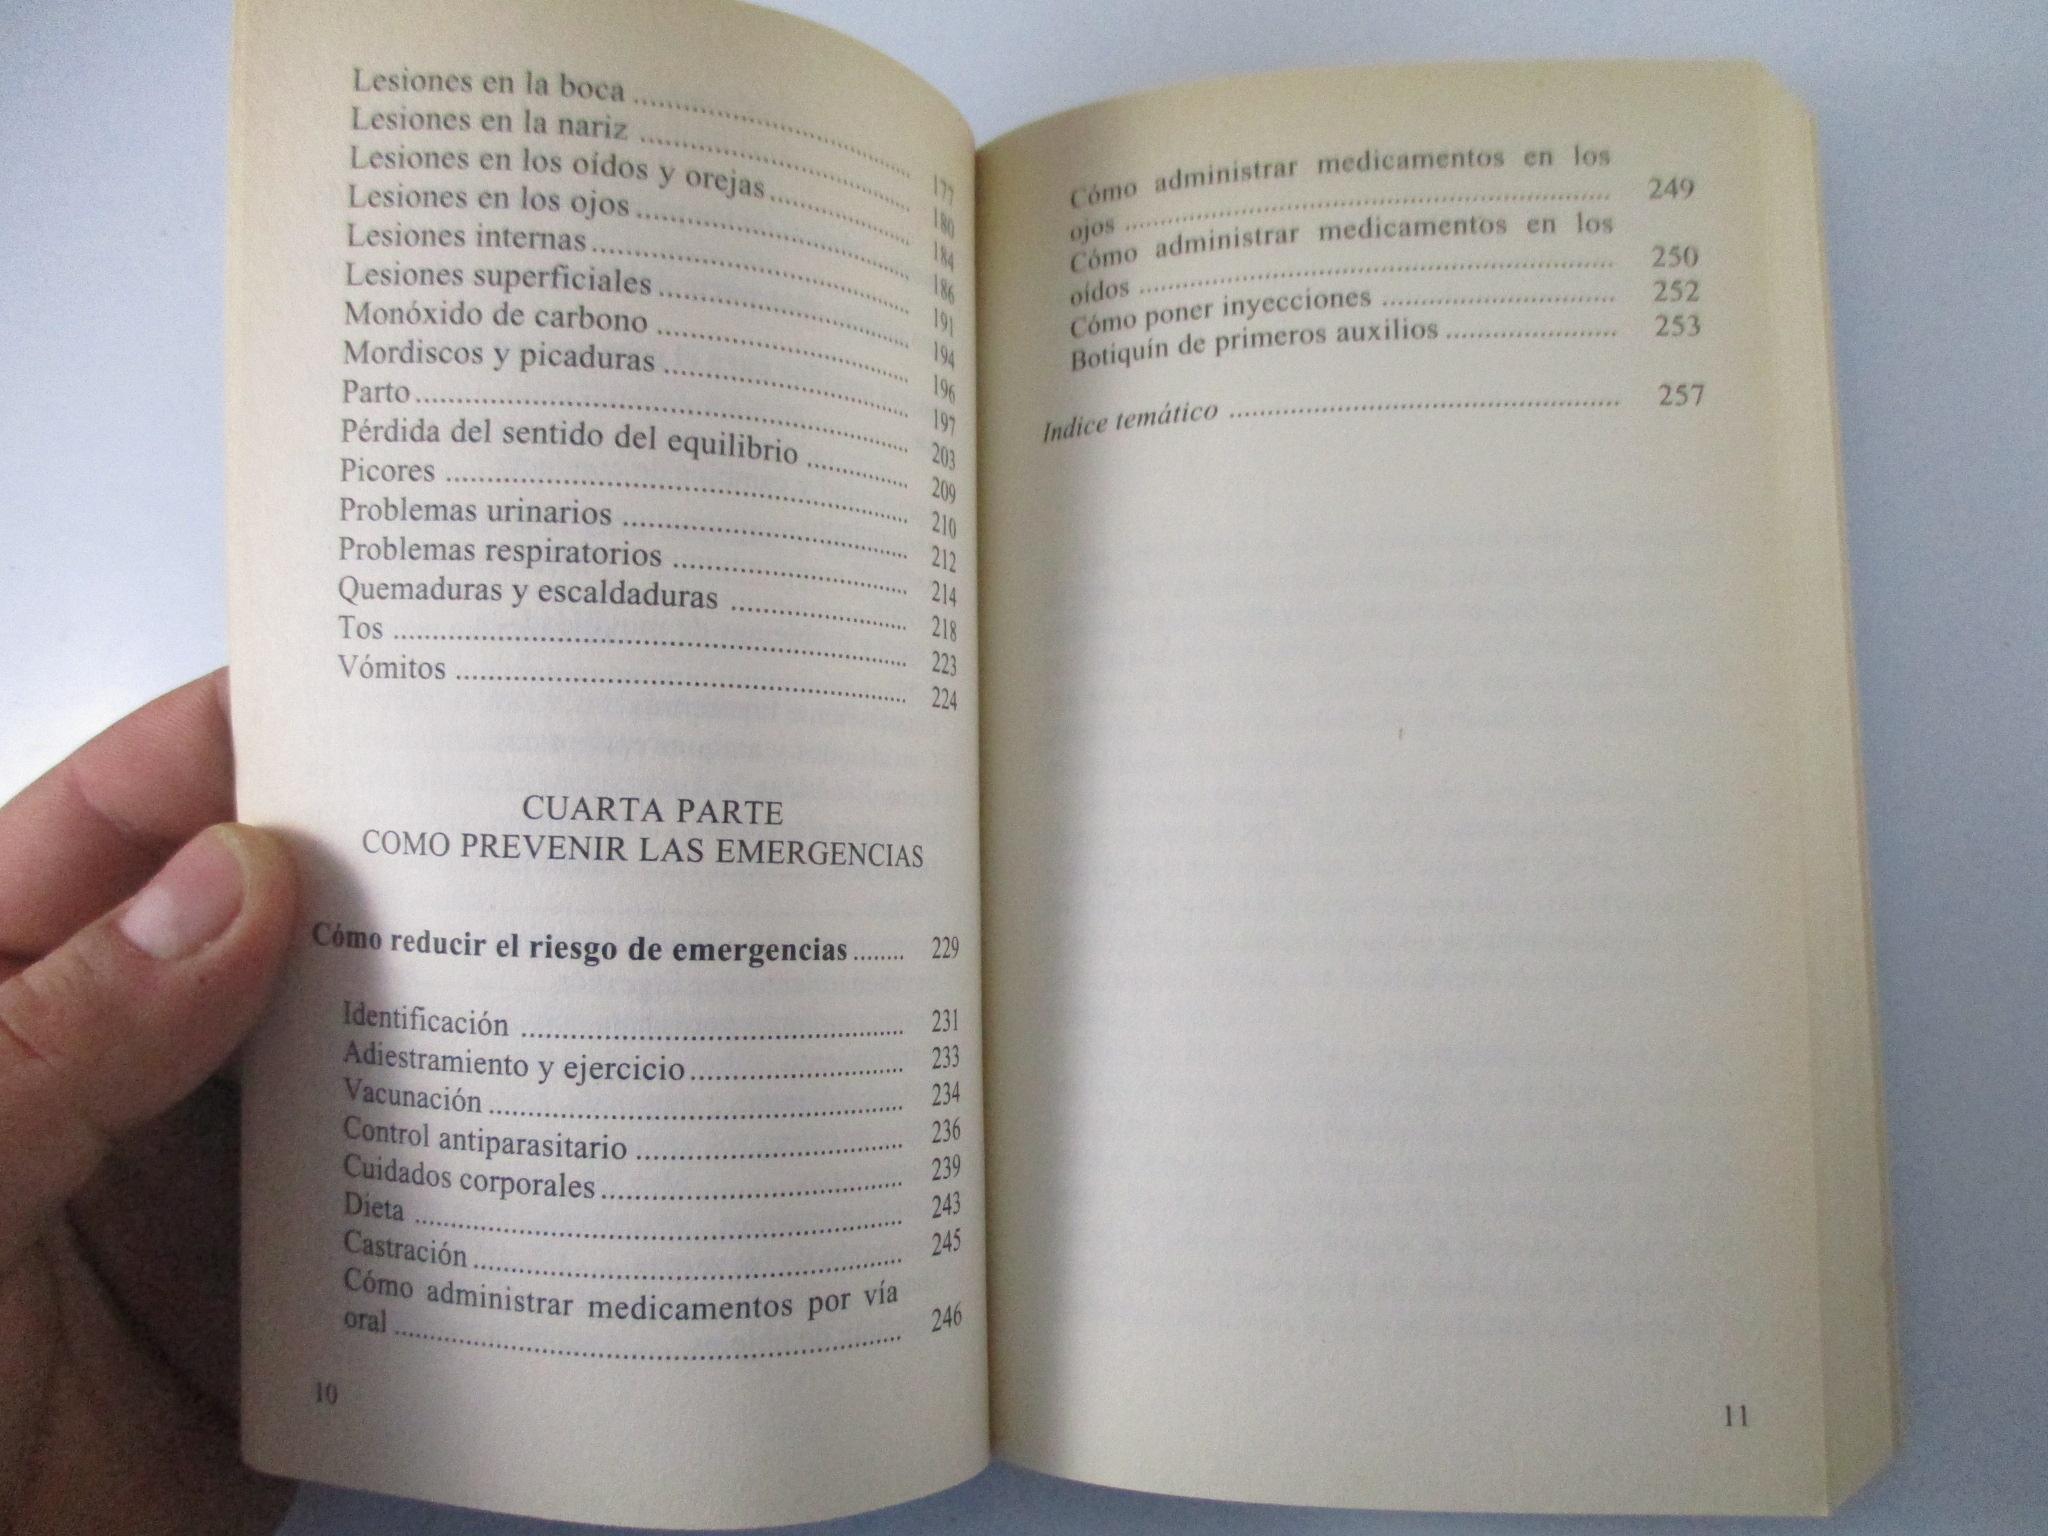 Lesiones en la boca ........ 177
Lesiones en la nariz ........ 180
Lesiones en los oídos y orejas ........ 184
Lesiones en los ojos ........ 186
Lesiones internas ........ 191
Lesiones superficiales ........ 194
Monóxido de carbono ........ 196
Mordiscos y picaduras ........ 197
Parto ........ 203
Pérdida del sentido del equilibrio ........ 209
Picores ........ 210
Problemas urinarios ........ 212
Problemas respiratorios ........ 214
Quemaduras y escaldaduras ........ 218
Tos ........ 223
Vómitos ........ 224
CUARTA PARTE
COMO PREVENIR LAS EMERGENCIAS
Cómo reducir el riesgo de emergencias ........ 229
Identificación ........ 231
Adiestramiento y ejercicio ........ 233
Vacunación ........ 234
Control antiparasitario ........ 236
Cuidados corporales ........ 239
Dieta ........ 243
Castración ........ 245
Cómo administrar medicamentos por vía
oral ........ 246
10
Cómo administrar medicamentos en los
ojos ........ 249
Cómo administrar medicamentos en los
oídos ........ 250
Cómo poner inyecciones ........ 252
Botiquín de primeros auxilios ........ 253
Indice temático ........ 257
11